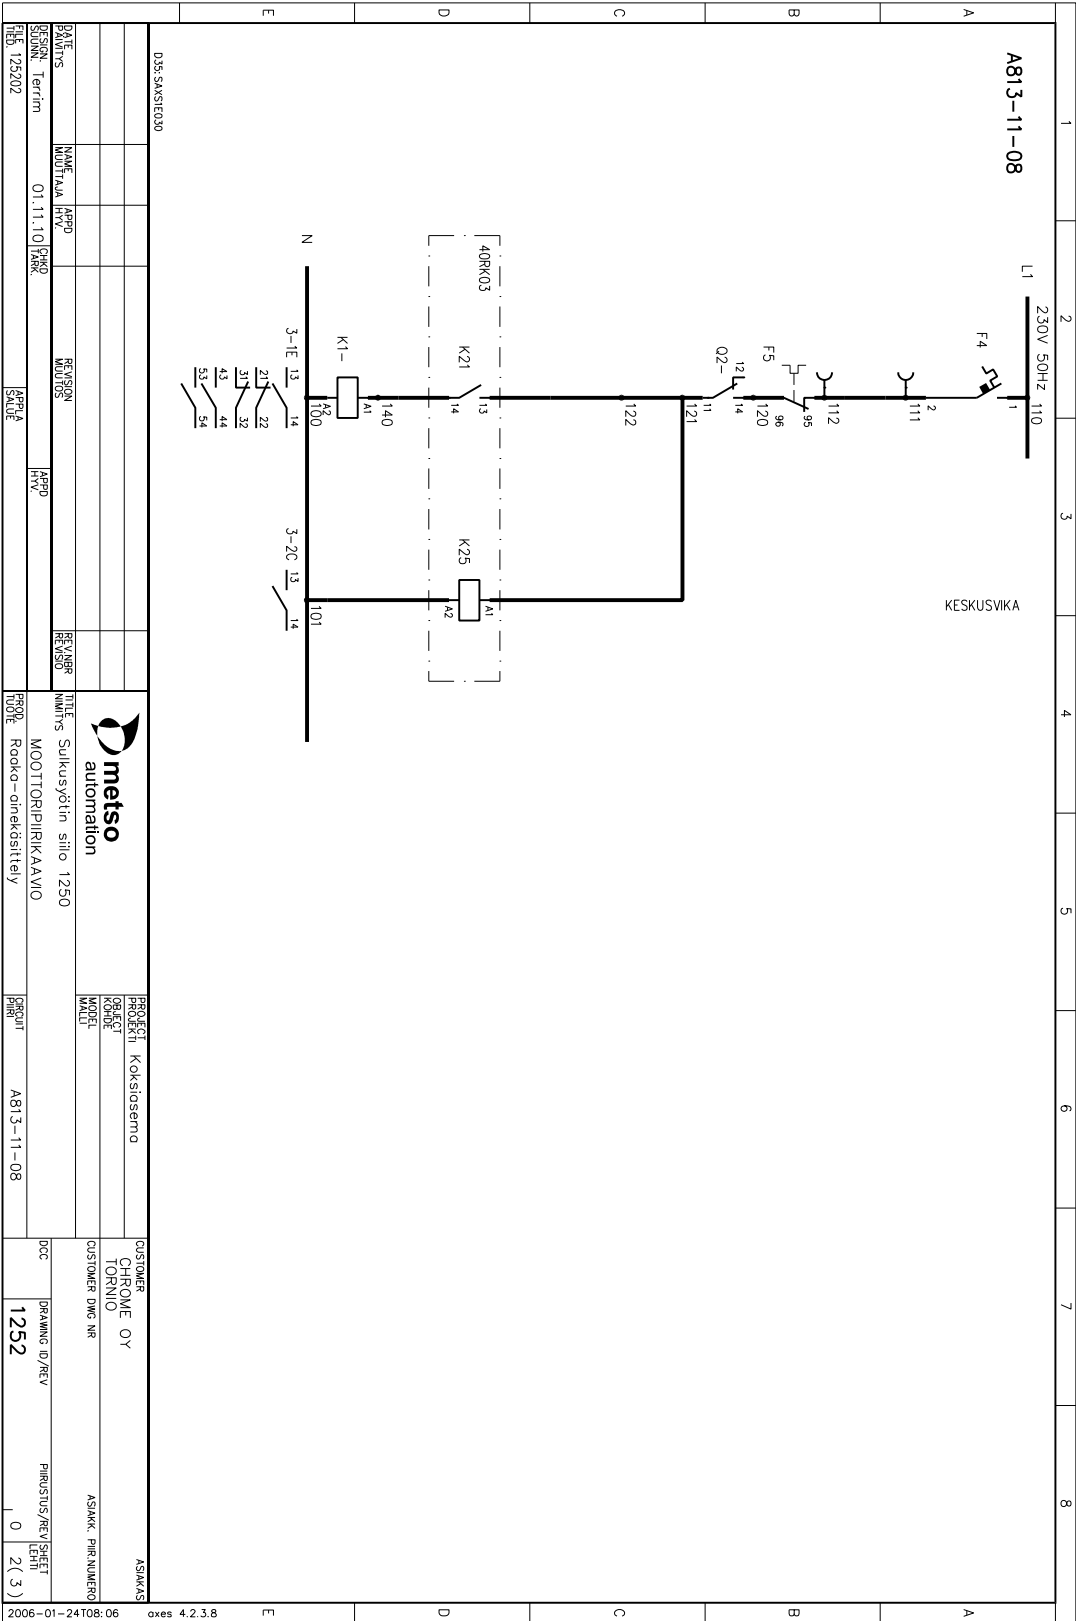 1 2 3 4 5 6 7 8
A B C D E
A B C D E
A813-11-08
L1
230V 50Hz
110
F4
1
2
111
112
F5
95
96
120
Q2-
12
14
11
121
122
KESKUSVIKA
40RK03
K21
13
14
K25
A1
A2
140
K1-
A1
A2
N
100
101
3-1E
13 14
21 22
31 32
43 44
53 54
3-2C
13 14
D35:SAXS1E030
DATE
PÄIVITYS
NAME
MUUTTAJA
APPD
HYV.
REVISION
MUUTOS
REV.NBR
REVISIO
DESIGN.
SUUNN. Terrim 01.11.10
CHKD
TARK.
APPD
HYV.
FILE
TIED. 125202
APPL'A
SALUE
metso
automation
TITLE
NIMITYS Sulkusyötin siilo 1250
MOOTTORIPIIRIKAAVIO
PROD.
TUOTE Raaka-ainekäsittely
PROJECT
PROJEKTI Koksiasema
OBJECT
KOHDE
MODEL
MALLI
CIRCUIT
PIIRI A813-11-08
CUSTOMER ASIAKAS
CHROME OY
TORNIO
CUSTOMER DWG NR ASIAKK. PIIR.NUMERO
DCC
DRAWING ID/REV PIIRUSTUS/REV
1252 0
SHEET
LEHTI
2( 3 )
2006-01-24T08:06 axes 4.2.3.8